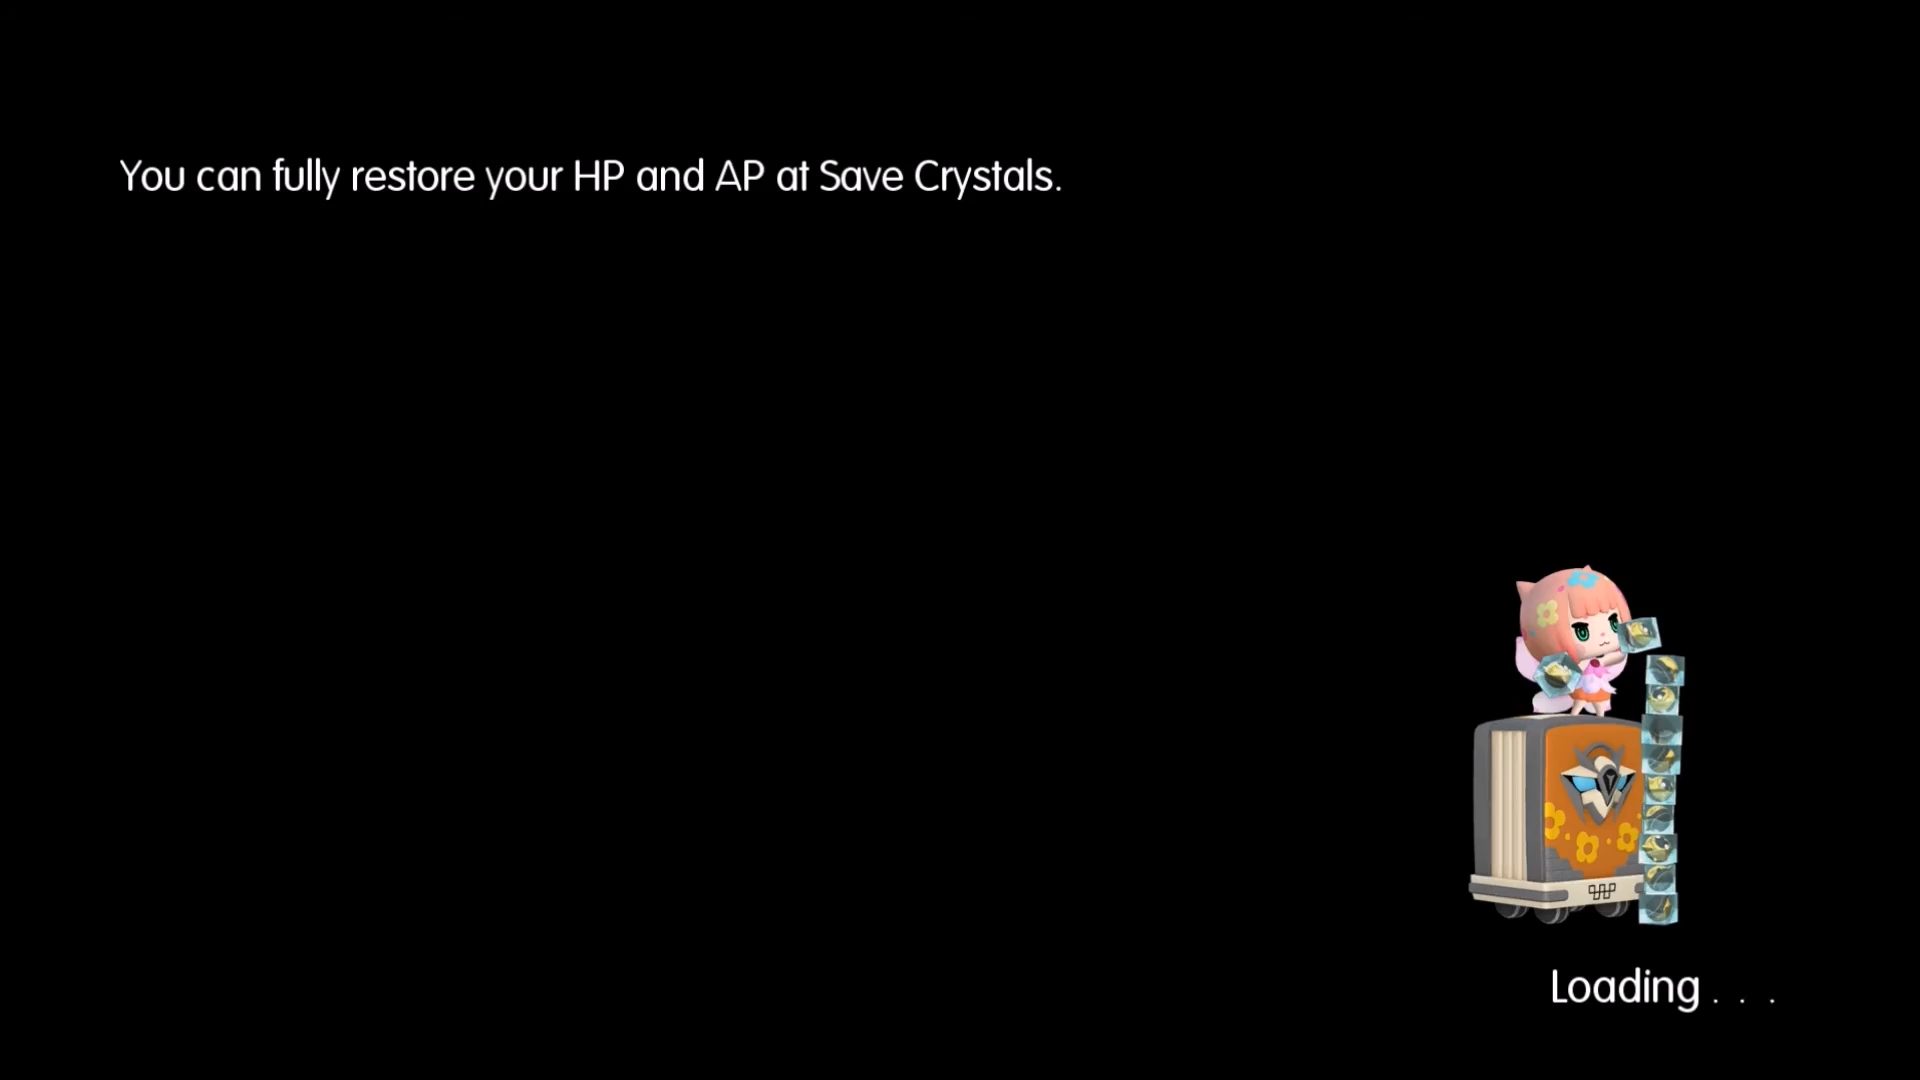 You can fully restore your HP and AP at Save Crystals.
Loading . . .